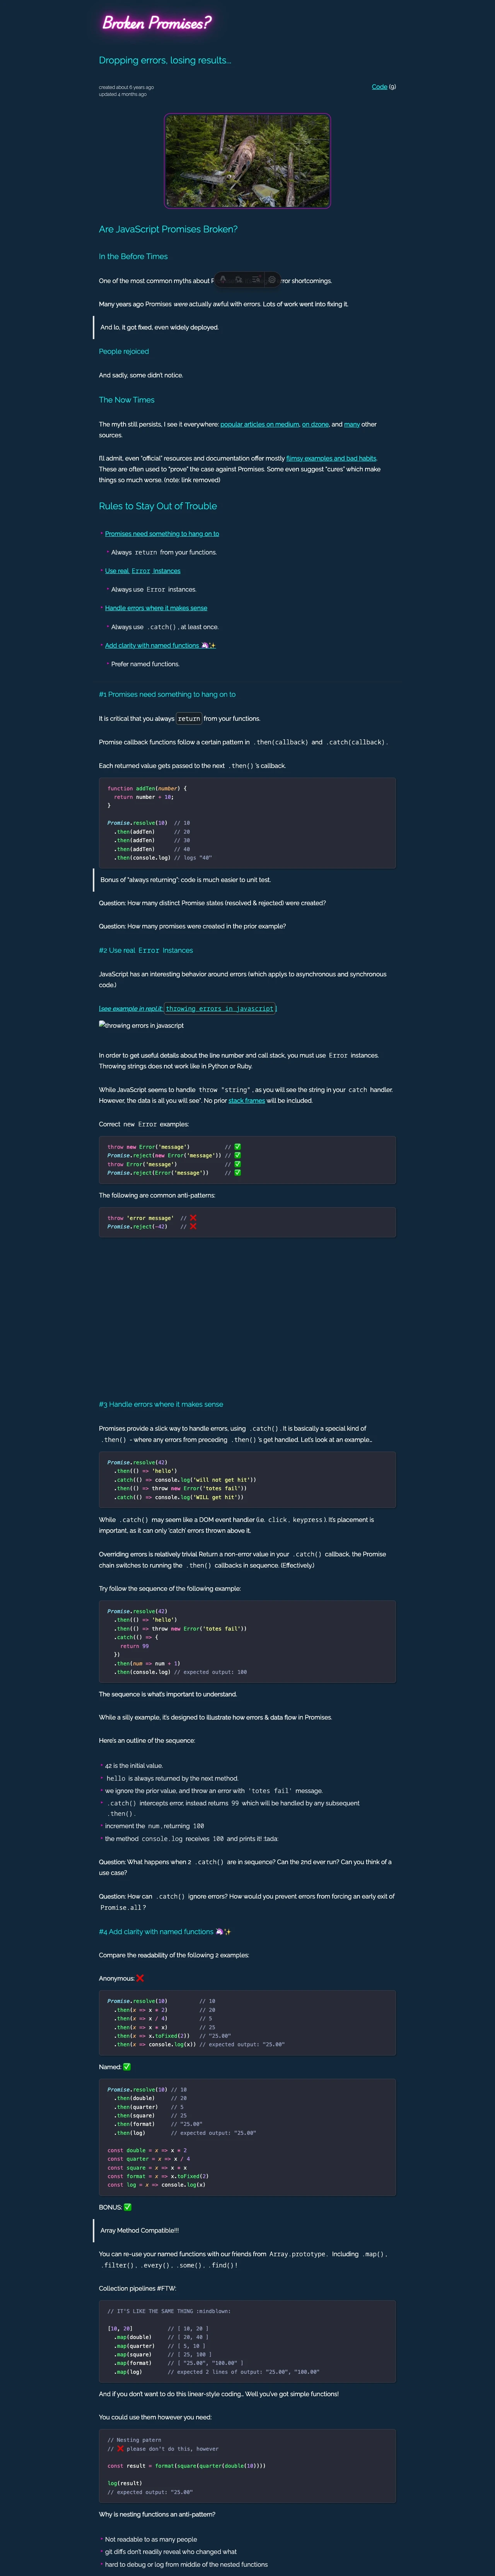 Broken Promises?
Dropping errors, losing results...
created about 6 years ago
updated 4 months ago
Code
Are JavaScript Promises Broken?
In the Before Times
One of the most common myths about
rror shortcomings.
Many years ago Promises were actually awful with errors. Lots of work went into fixing it.
And lo, it got fixed, even widely deployed.
People rejoiced
And sadly, some didn't notice.
The Now Times
The myth still persists, I see it everywhere: popular articles on medium, on dzone, and many other
sources.
I'll admit, even "official" resources and documentation offer mostly flimsy examples and bad habits.
These are often used to "prove" the case against Promises. Some even suggest "cures" which make
things so much worse. (note: link removed)
Rules to Stay Out of Trouble
Promises need something to hang on to
Always return from your functions.
Use real Error instances
Always use Error instances.
Handle errors where it makes sense
Always use .catch(), at least once.
Add clarity with named functions 🦄✨
Prefer named functions.
#1 Promises need something to hang on to
It is critical that you always return from your functions.
Promise callback functions follow a certain pattern in .then(callback) and .catch(callback).
Each returned value gets passed to the next .then()'s callback.
function addTen(number) {
  return number + 10;
}
Promise.resolve(10)  // 10
  .then(addTen)      // 20
  .then(addTen)      // 30
  .then(addTen)      // 40
  .then(console.log) // logs "40"
Bonus of "always returning": code is much easier to unit test.
Question: How many distinct Promise states (resolved & rejected) were created?
Question: How many promises were created in the prior example?
#2 Use real Error Instances
JavaScript has an interesting behavior around errors (which applys to asynchronous and synchronous
code.)
[see example in repl.it: throwing errors in javascript]
throwing errors in javascript
In order to get useful details about the line number and call stack, you must use Error instances.
Throwing strings does not work like in Python or Ruby.
While JavaScript seems to handle throw "string", as you will see the string in your catch handler.
However, the data is all you will see*. No prior stack frames will be included.
Correct new Error examples:
throw new Error('message')           // ✅
Promise.reject(new Error('message')) // ✅
throw Error('message')               // ✅
Promise.reject(Error('message'))     // ✅
The following are common anti-patterns:
throw 'error message'  // ❌
Promise.reject(-42)    // ❌
#3 Handle errors where it makes sense
Promises provide a slick way to handle errors, using .catch(). It is basically a special kind of
.then() - where any errors from preceding .then()'s get handled. Let's look at an example...
Promise.resolve(42)
  .then(() => 'hello')
  .catch(() => console.log('will not get hit'))
  .then(() => throw new Error('totes fail'))
  .catch(() => console.log('WILL get hit'))
While .catch() may seem like a DOM event handler (i.e. click, keypress). It's placement is
important, as it can only 'catch' errors thrown above it.
Overriding errors is relatively trivial Return a non-error value in your .catch() callback, the Promise
chain switches to running the .then() callbacks in sequence. (Effectively.)
Try follow the sequence of the following example:
Promise.resolve(42)
  .then(() => 'hello')
  .then(() => throw new Error('totes fail'))
  .catch(() => {
    return 99
  })
  .then(num => num + 1)
  .then(console.log) // expected output: 100
The sequence is what's important to understand.
While a silly example, it's designed to illustrate how errors & data flow in Promises.
Here's an outline of the sequence:
42 is the initial value.
hello is always returned by the next method.
we ignore the prior value, and throw an error with 'totes fail' message.
.catch() intercepts error, instead returns 99 which will be handled by any subsequent
.then().
increment the num, returning 100
the method console.log receives 100 and prints it! :tada:
Question: What happens when 2 .catch() are in sequence? Can the 2nd ever run? Can you think of a
use case?
Question: How can .catch() ignore errors? How would you prevent errors from forcing an early exit of
Promise.all?
#4 Add clarity with named functions 🦄✨
Compare the readability of the following 2 examples:
Anonymous: ❌
Promise.resolve(10)          // 10
  .then(x => x * 2)          // 20
  .then(x => x / 4)          // 5
  .then(x => x * x)          // 25
  .then(x => x.toFixed(2))   // "25.00"
  .then(x => console.log(x)) // expected output: "25.00"
Named: ✅
Promise.resolve(10) // 10
  .then(double)     // 20
  .then(quarter)    // 5
  .then(square)     // 25
  .then(format)     // "25.00"
  .then(log)        // expected output: "25.00"
const double = x => x * 2
const quarter = x => x / 4
const square = x => x * x
const format = x => x.toFixed(2)
const log = x => console.log(x)
BONUS: ✅
Array Method Compatible!!!
You can re-use your named functions with our friends from Array.prototype. Including .map(),
.filter(), .every(), .some(), .find()!
Collection pipelines #FTW!
// IT'S LIKE THE SAME THING :mindblown:
[10, 20]           // [ 10, 20 ]
  .map(double)     // [ 20, 40 ]
  .map(quarter)    // [ 5, 10 ]
  .map(square)     // [ 25, 100 ]
  .map(format)     // [ "25.00", "100.00" ]
  .map(log)        // expected 2 lines of output: "25.00", "100.00"
And if you don't want to do this linear-style coding... Well you've got simple functions!
You could use them however you need:
// Nesting patern
// ❌ please don't do this, however
const result = format(square(quarter(double(10))))
log(result)
// expected output: "25.00"
Why is nesting functions an anti-pattern?
Not readable to as many people
git diffs don't readily reveal who changed what
hard to debug or log from middle of the nested functions